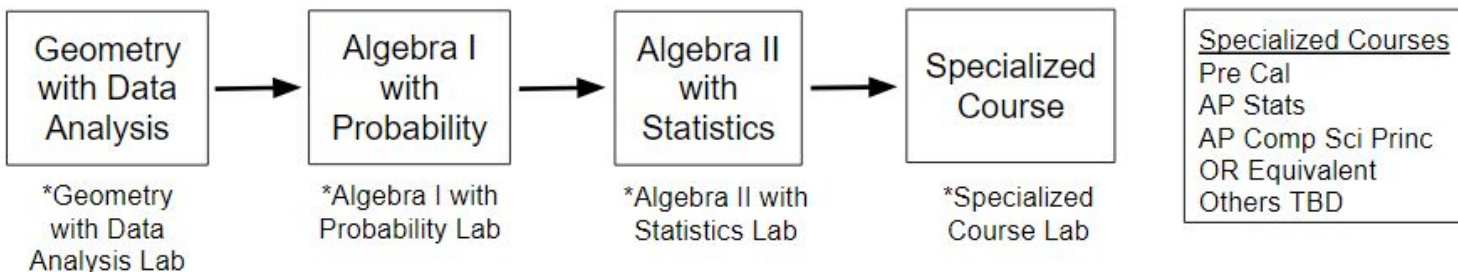 Geometry
with Data
Analysis
Algebra I
with
Probability
Algebra II
with
Statistics
Specialized
Course
*Geometry
with Data
Analysis Lab
*Algebra I with
Probability Lab
*Algebra II with
Statistics Lab
*Specialized
Course Lab
Specialized Courses
Pre Cal
AP Stats
AP Comp Sci Princ
OR Equivalent
Others TBD